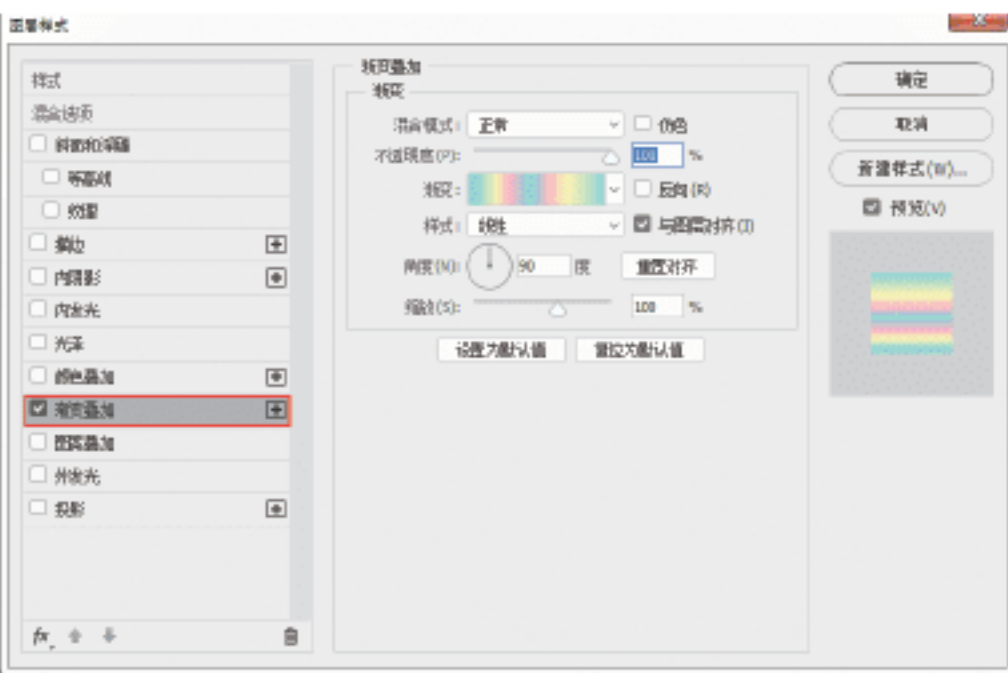 图层样式
样式
混合选项
斜面和浮雕
等高线
纹理
描边
内阴影
内发光
光泽
颜色叠加
渐变叠加
图案叠加
外发光
投影
fx
渐变叠加
渐变
混合模式: 正常 仿色
不透明度(P): 100 %
渐变: 反向(R)
样式: 线性 与图层对齐(I)
角度(N): 90 度 重置对齐
缩放(S): 100 %
设置为默认值 复位为默认值
确定
取消
新建样式(W)...
预览(V)